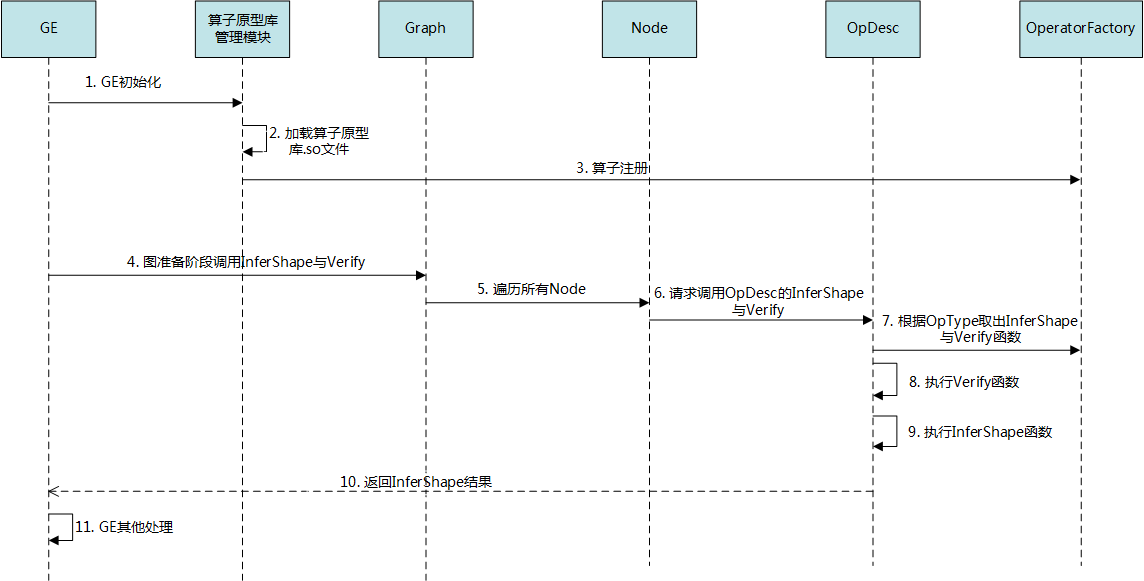 GE
算子原型库
管理模块
Graph
Node
OpDesc
OperatorFactory
1. GE初始化
2. 加载算子原型
库.so文件
3. 算子注册
4. 图准备阶段调用InferShape与Verify
5. 遍历所有Node
6. 请求调用OpDesc的InferShape
与Verify
7. 根据OpType取出InferShape
与Verify函数
8. 执行Verify函数
9. 执行InferShape函数
10. 返回InferShape结果
11. GE其他处理